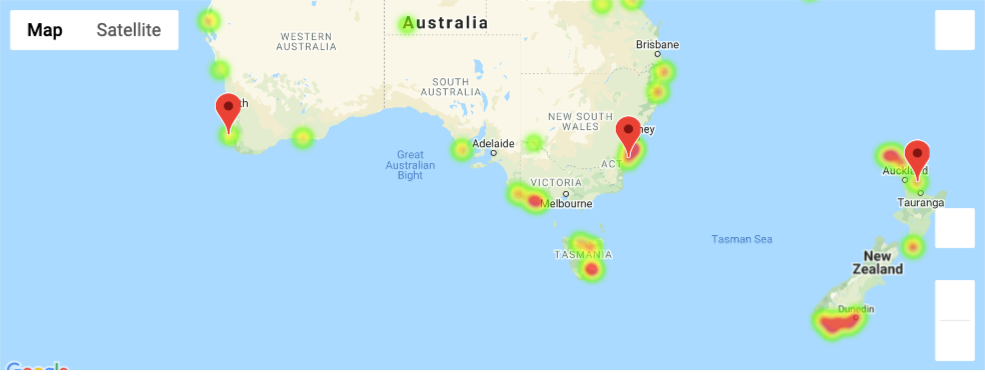 Map
Satellite
Australia
WESTERN
AUSTRALIA
Brisbane
SOUTH
AUSTRALIA
NEW SOUTH
WALES
Adelaide
Great
Australian
Bight
ACT
VICTORIA
Melbourne
Auckland
Tauranga
TASMANIA
Tasman Sea
New
Zealand
Dunedin
Google